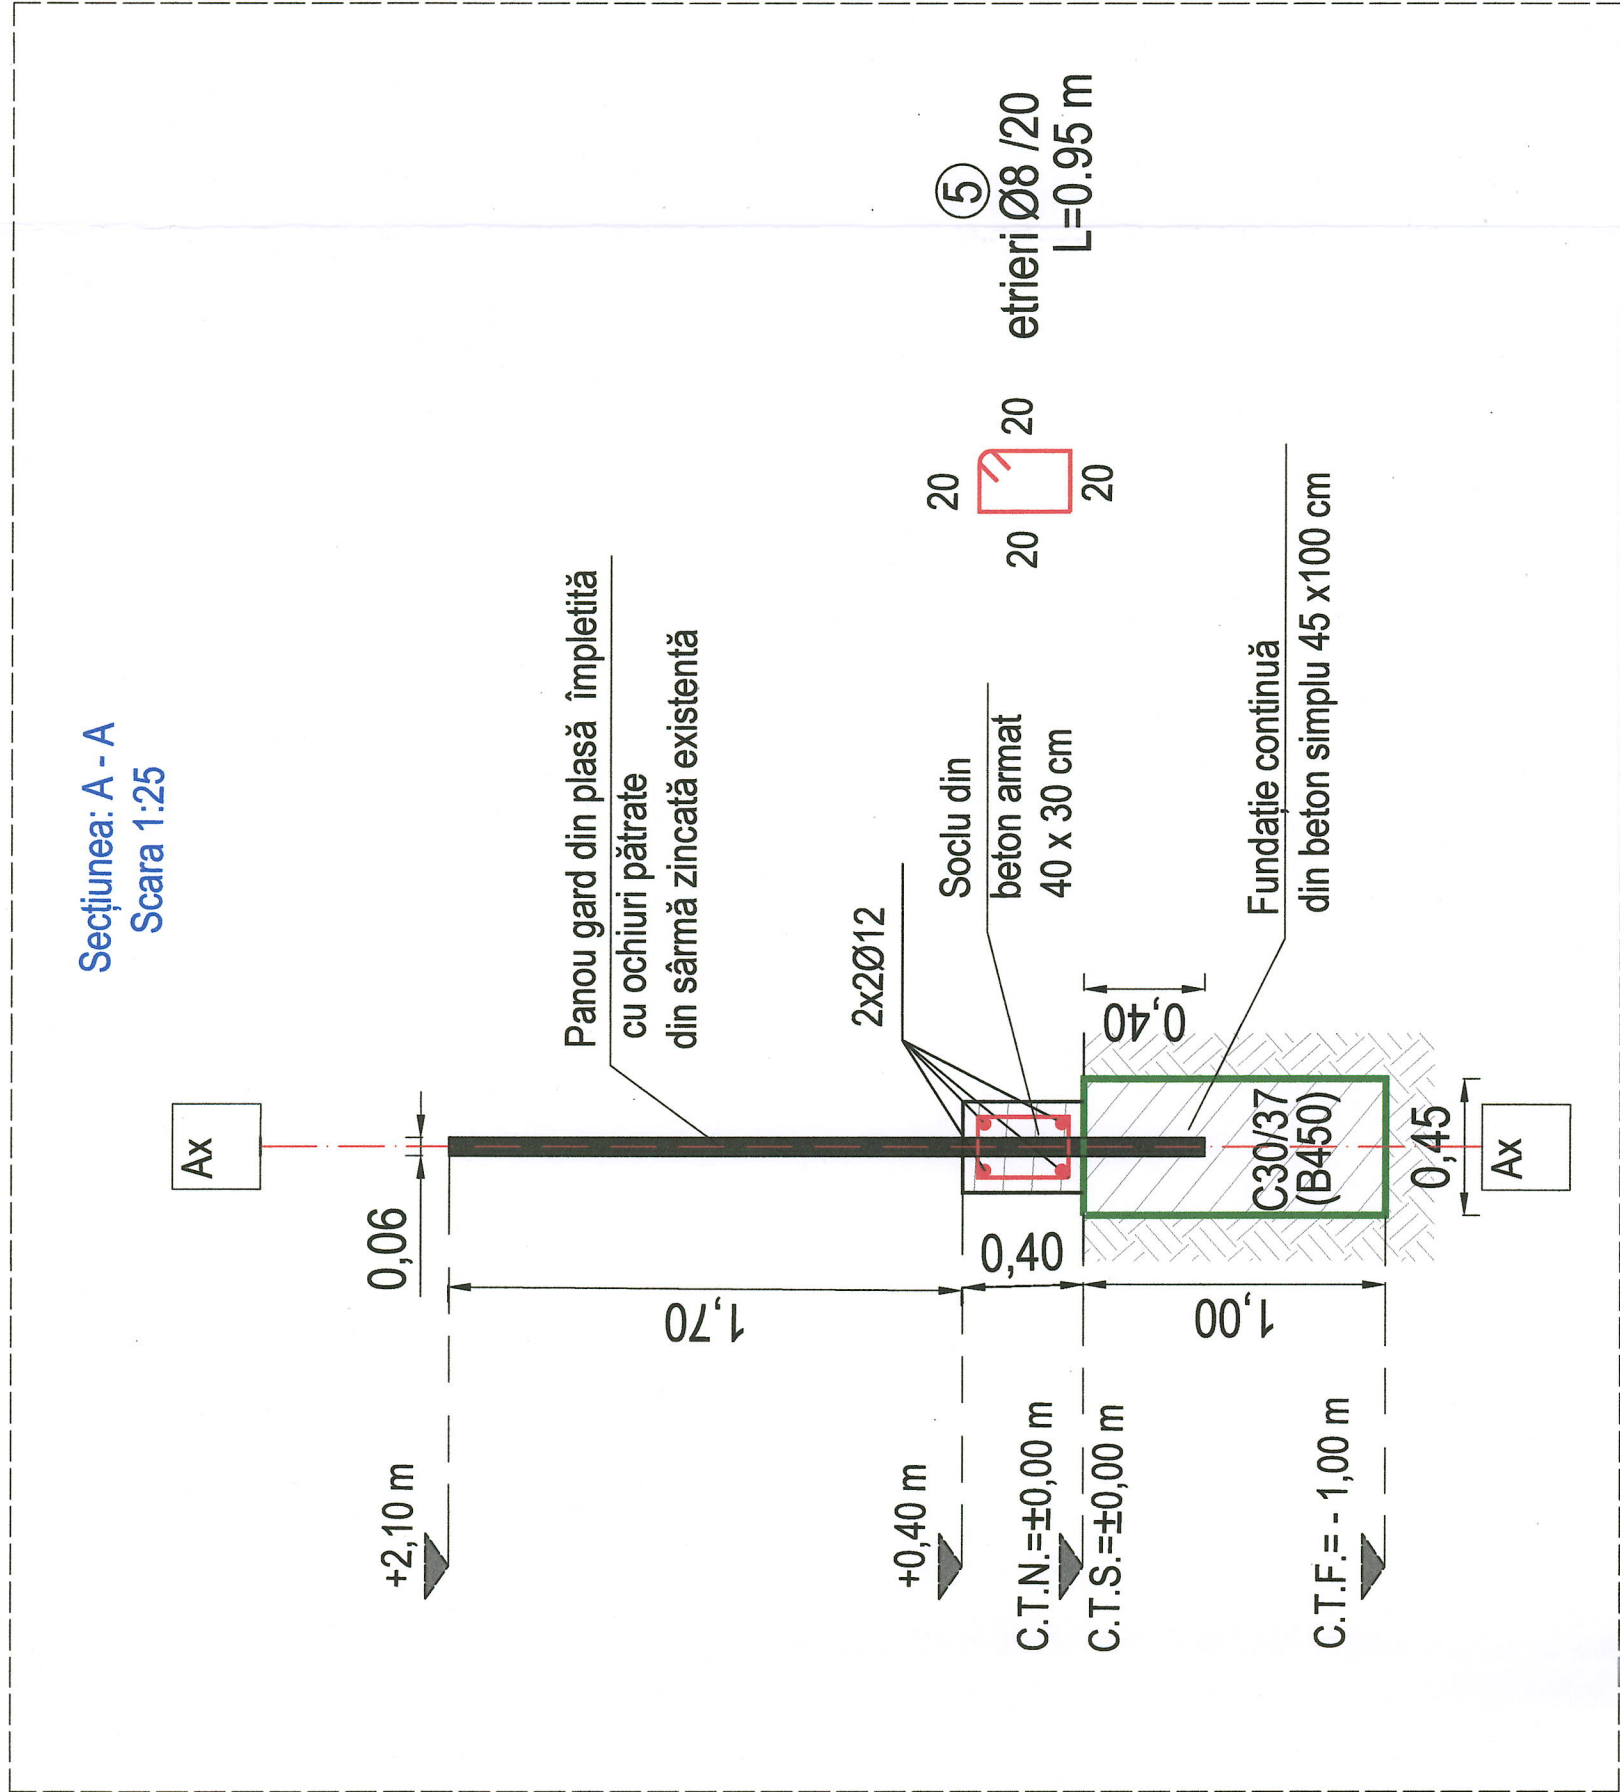 Secțiunea: A - A
Scara 1:25
Ax
0,06
+2,10 m
1,70
Panou gard din plasă împletită
cu ochiuri pătrate
din sârmă zincată existentă
2x2Ø12
+0,40 m
0,40
Soclu din
beton armat
40 x 30 cm
20
20
20
20
5
etrieri Ø8 /20
L=0.95 m
C.T.N.=±0,00 m
C.T.S.=±0,00 m
0,40
1,00
C30/37
(B450)
Fundație continuă
din beton simplu 45 x100 cm
C.T.F.= - 1,00 m
0,45
Ax